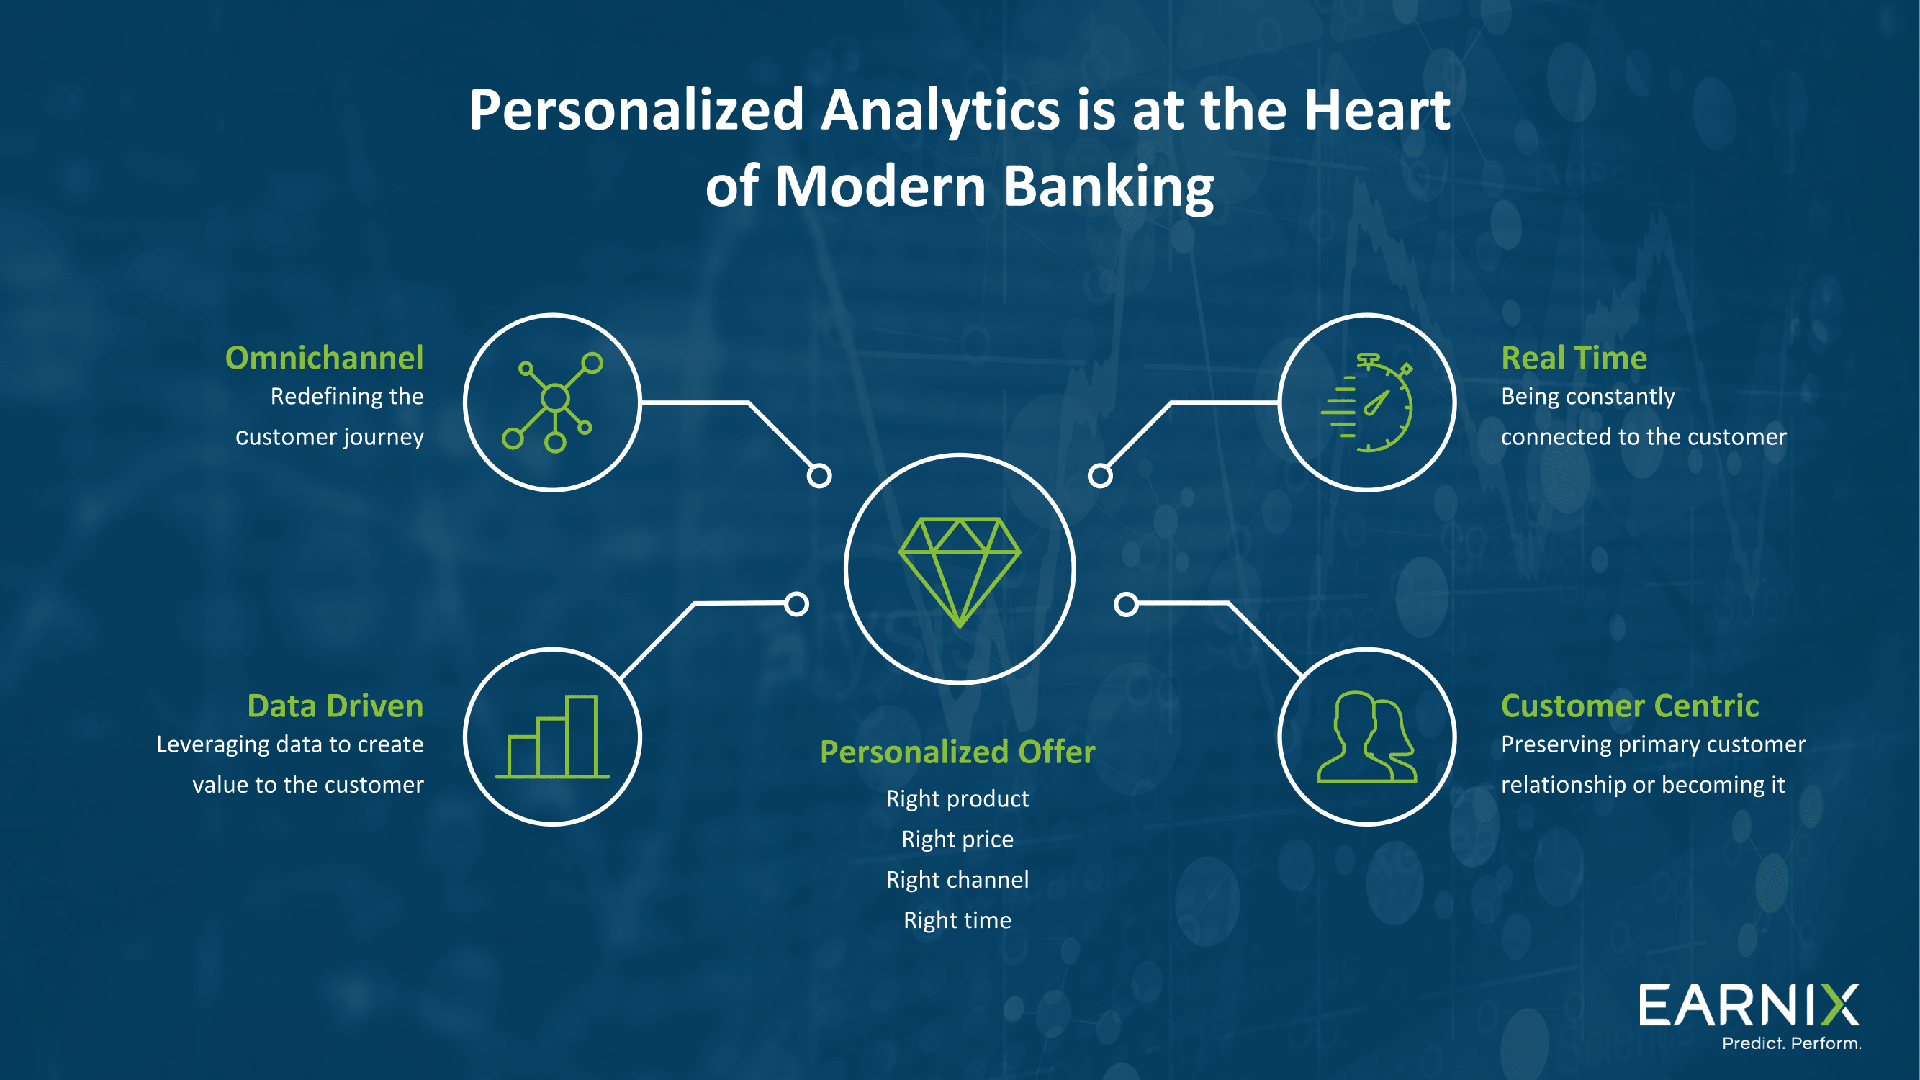 Personalized Analytics is at the Heart
of Modern Banking
Omnichannel
Redefining the
customer journey
Real Time
Being constantly
connected to the customer
Data Driven
Leveraging data to create
value to the customer
Personalized Offer
Right product
Right price
Right channel
Right time
Customer Centric
Preserving primary customer
relationship or becoming it
EARNIX
Predict. Perform.